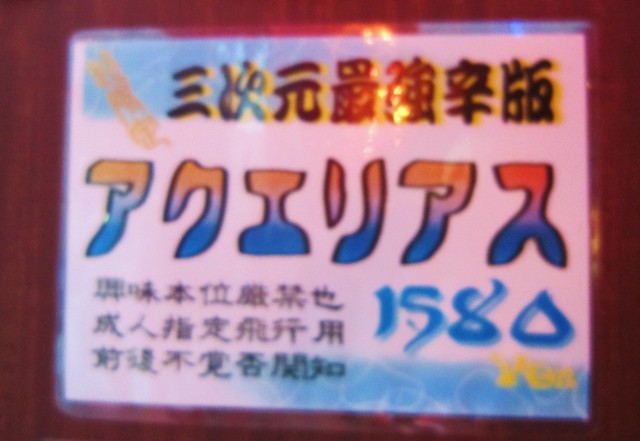 三次元最強辛版
アクエリアス
興味本位厳禁也
成人指定飛行用
前後不覚否関知
1580